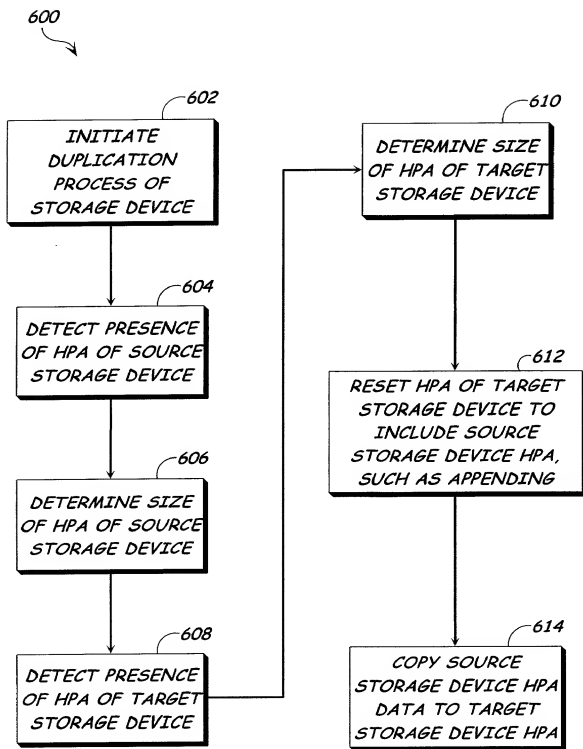 600
602
INITIATE
DUPLICATION
PROCESS OF
STORAGE DEVICE
604
DETECT PRESENCE
OF HPA OF SOURCE
STORAGE DEVICE
606
DETERMINE SIZE
OF HPA OF SOURCE
STORAGE DEVICE
608
DETECT PRESENCE
OF HPA OF TARGET
STORAGE DEVICE
610
DETERMINE SIZE
OF HPA OF TARGET
STORAGE DEVICE
612
RESET HPA OF TARGET
STORAGE DEVICE TO
INCLUDE SOURCE
STORAGE DEVICE HPA,
SUCH AS APPENDING
614
COPY SOURCE
STORAGE DEVICE HPA
DATA TO TARGET
STORAGE DEVICE HPA